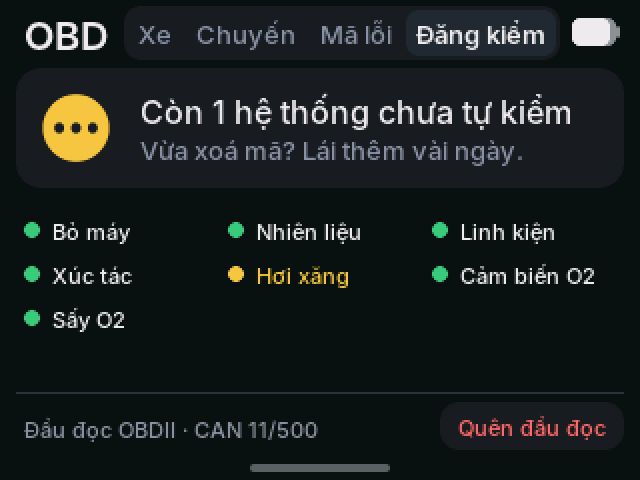 OBD Xe Chuyến Mã lỗi Đăng kiểm
Còn 1 hệ thống chưa tự kiểm
Vừa xoá mã? Lái thêm vài ngày.
Bỏ máy Nhiên liệu Linh kiện
Xúc tác Hơi xăng Cảm biến O2
Sấy O2
Đầu đọc OBDII · CAN 11/500 Quên đầu đọc